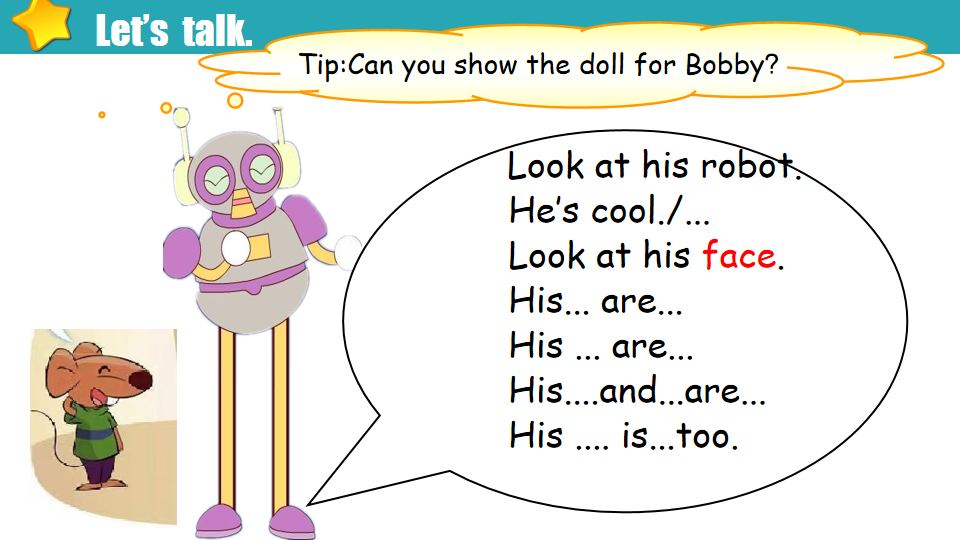 Let's talk.
Tip:Can you show the doll for Bobby?
Look at his robot.
He's cool./...
Look at his face.
His... are...
His ... are...
His....and...are...
His .... is...too.